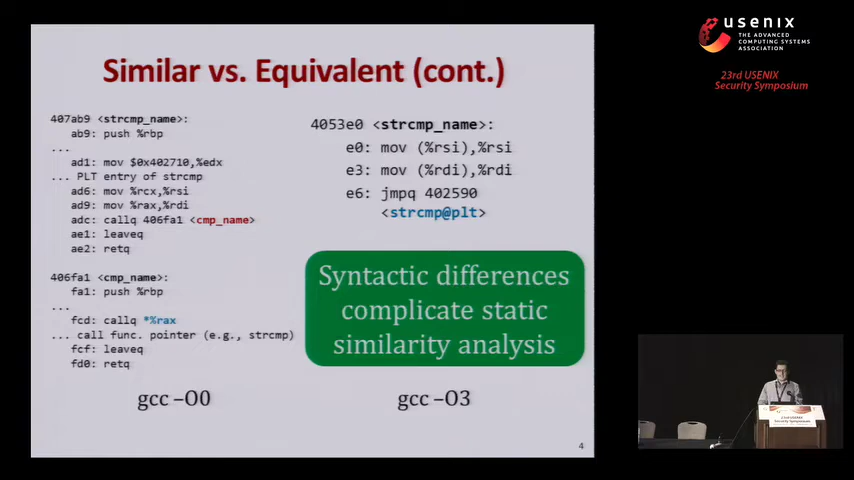 usenix
THE ADVANCED
COMPUTING SYSTEMS
ASSOCIATION
23rd USENIX
Security Symposium
Similar vs. Equivalent (cont.)
407ab9 <strcmp_name>:
ab9: push %rbp
...
ad1: mov $0x402710,%edx
... PLT entry of strcmp
ad6: mov %rcx,%rsi
ad9: mov %rax,%rdi
adc: callq 406fa1 <cmp_name>
ae1: leaveq
ae2: retq
406fa1 <cmp_name>:
fa1: push %rbp
...
fcd: callq *%rax
... call func. pointer (e.g., strcmp)
fcf: leaveq
fd0: retq
gcc –O0
4053e0 <strcmp_name>:
e0: mov (%rsi),%rsi
e3: mov (%rdi),%rdi
e6: jmpq 402590
<strcmp@plt>
Syntactic differences
complicate static
similarity analysis
gcc –O3
4
23rd USENIX
Security Symposium